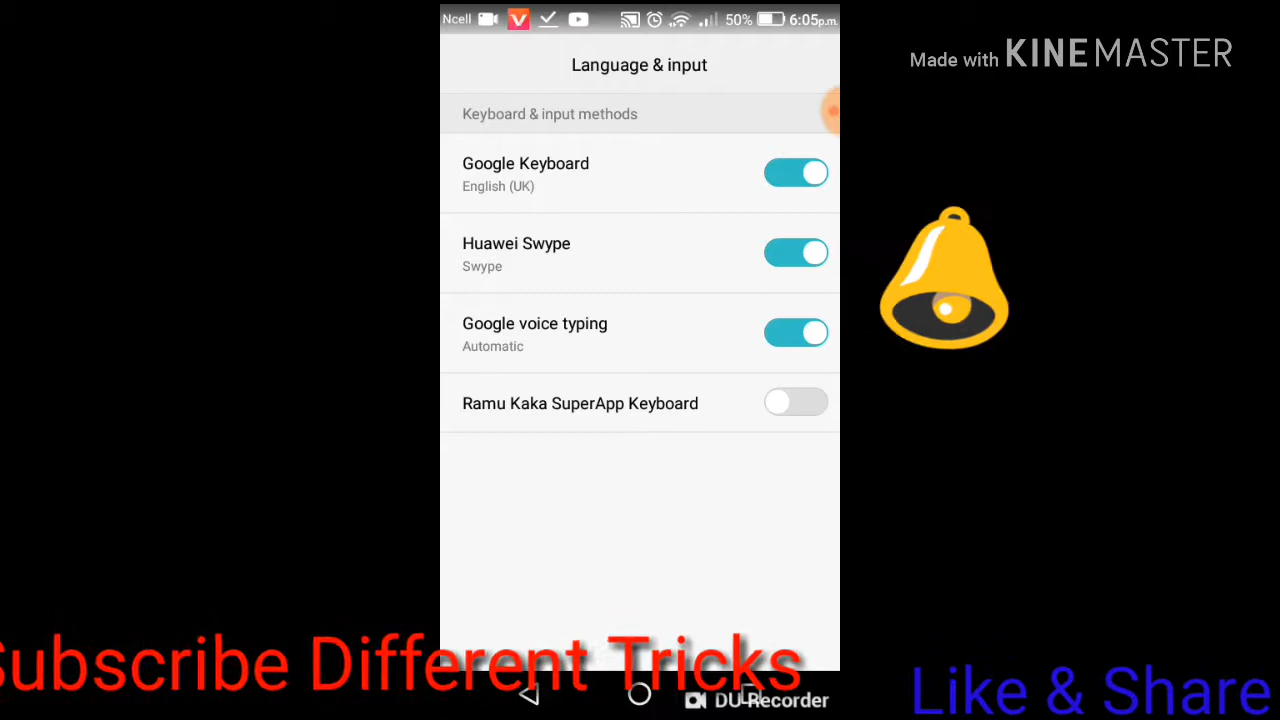 Ncell 50% 6:05p.m.
Made with KINEMASTER
Language & input
Keyboard & input methods
Google Keyboard
English (UK)
Huawei Swype
Swype
Google voice typing
Automatic
Ramu Kaka SuperApp Keyboard
Subscribe Different Tricks
Like & Share
DU Recorder